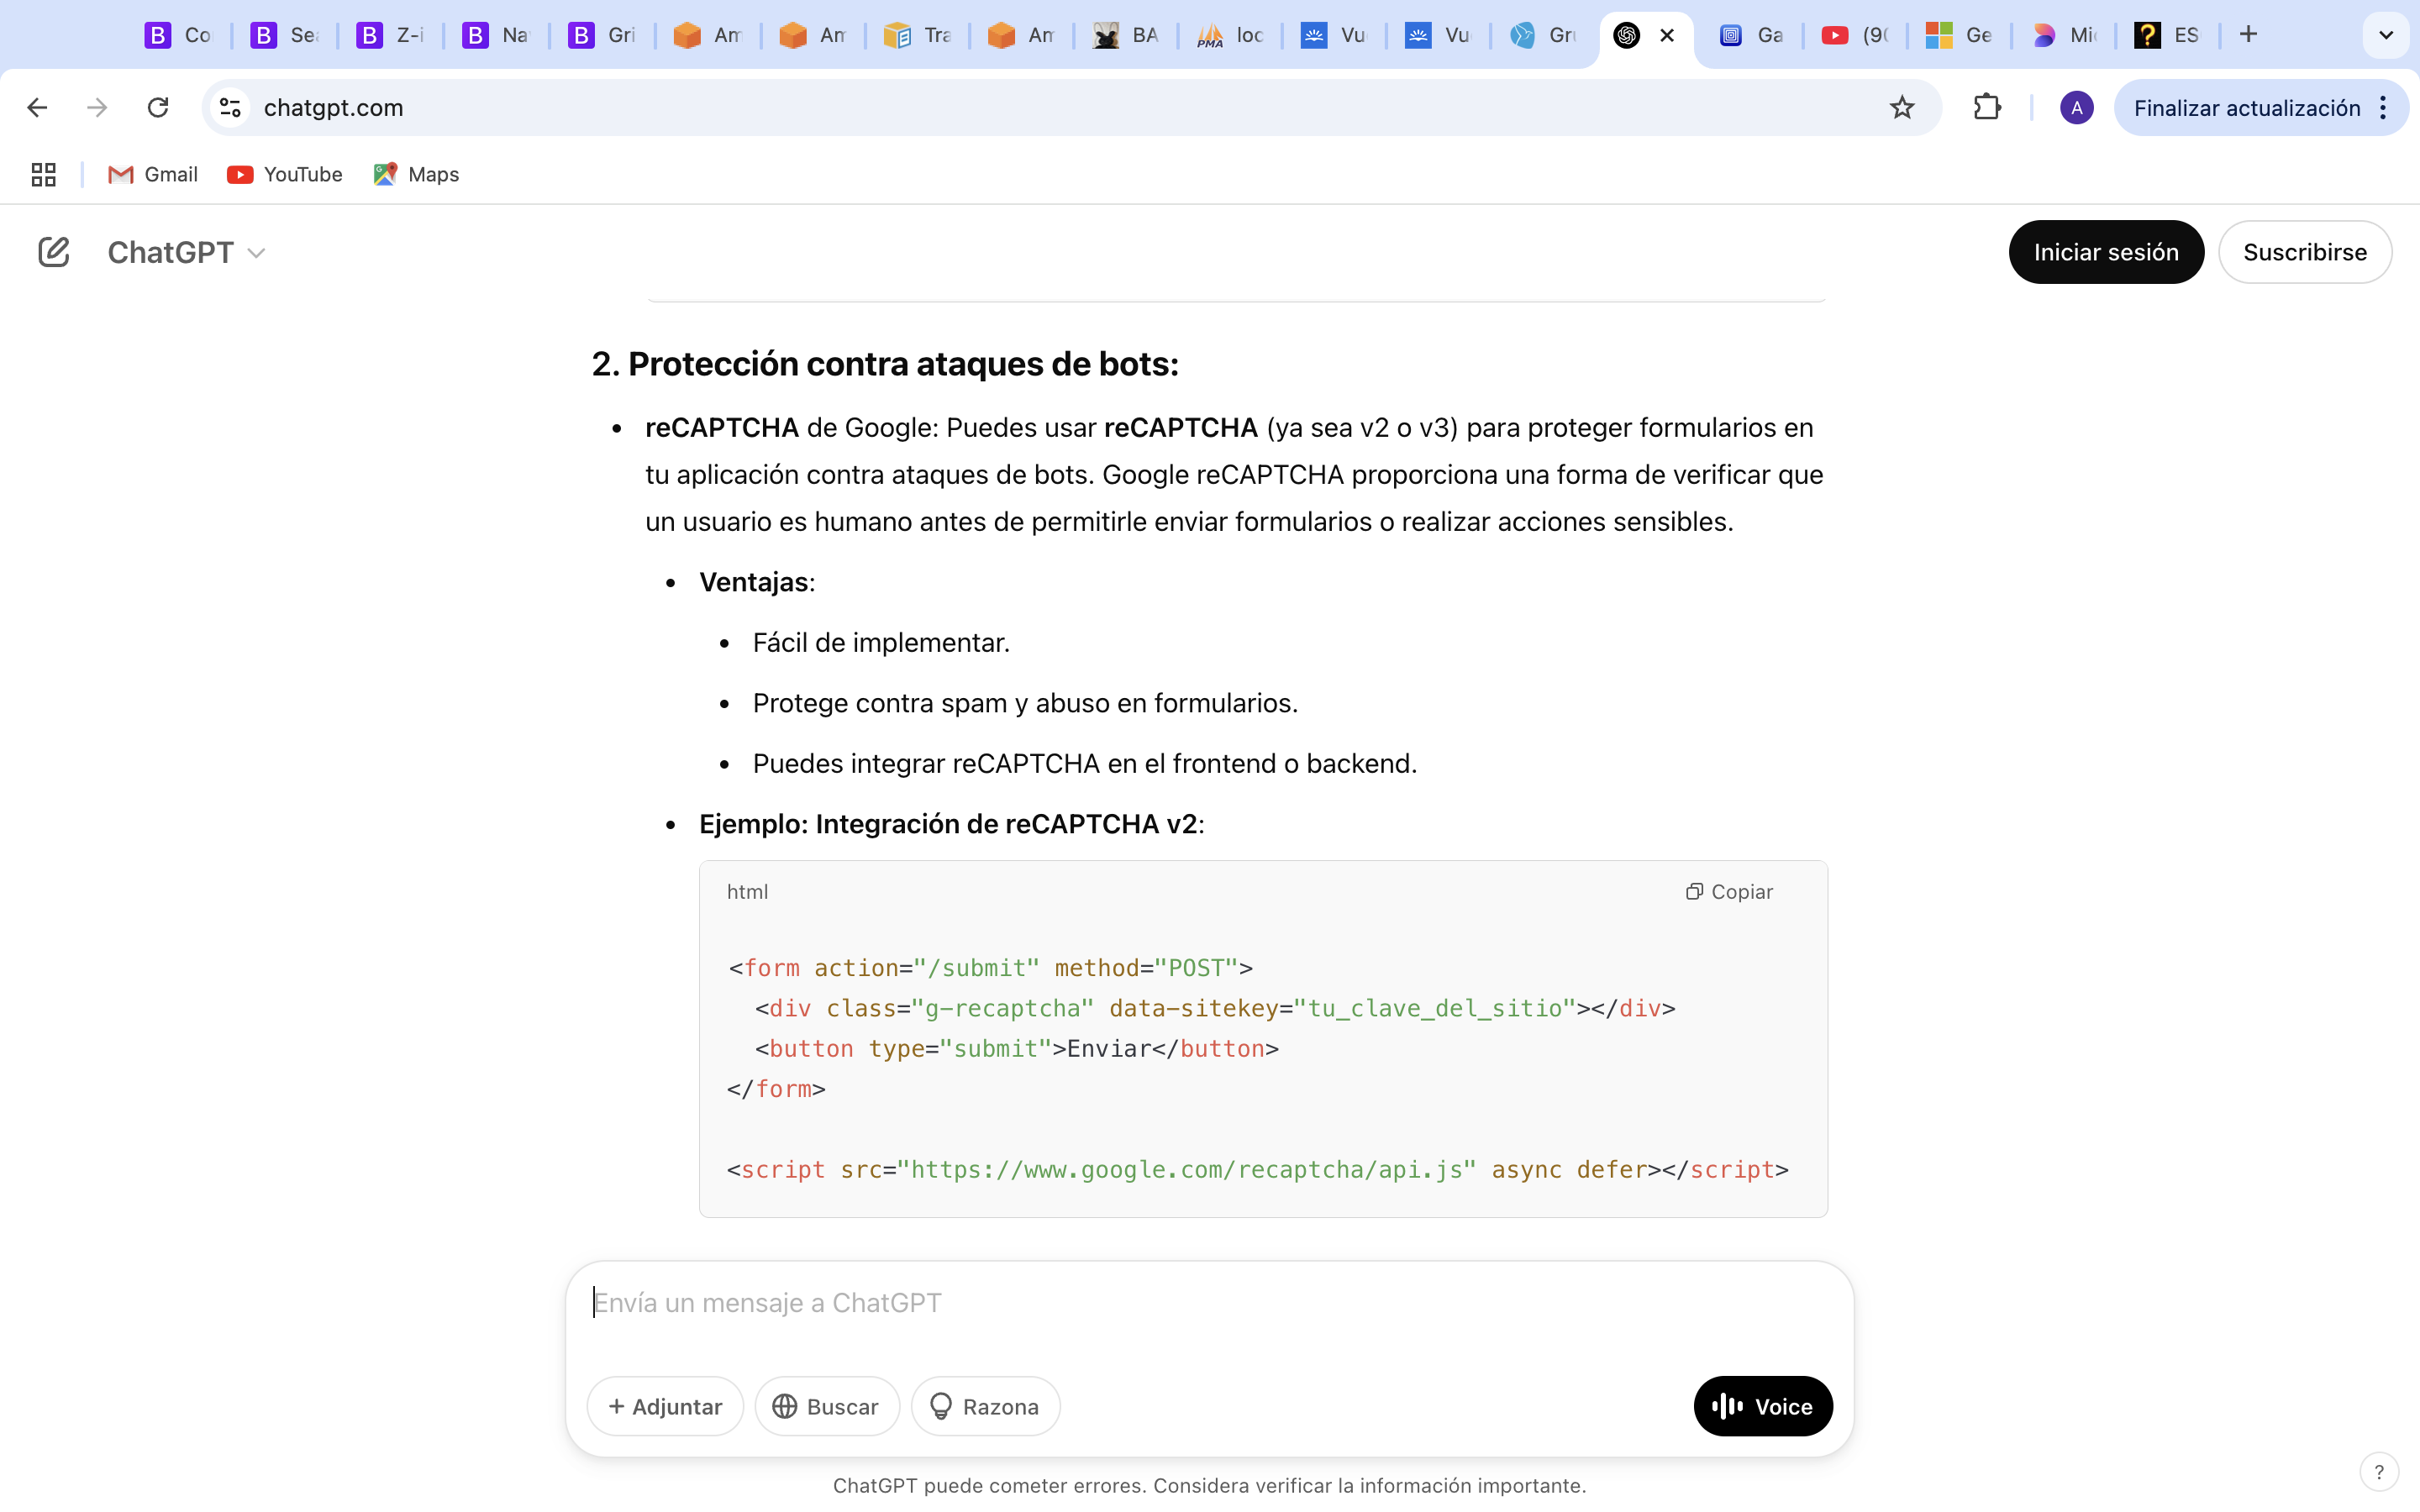 Co
Se
Z-i
Na
Gri
Am
Am
Tra
Am
BA
loc
Vu
Vu
Gru
Ga
(90
Ge
Mi
ES
chatgpt.com
A
Finalizar actualización
Gmail
YouTube
Maps
ChatGPT
Iniciar sesión
Suscribirse
2. Protección contra ataques de bots:
• reCAPTCHA de Google: Puedes usar reCAPTCHA (ya sea v2 o v3) para proteger formularios en
tu aplicación contra ataques de bots. Google reCAPTCHA proporciona una forma de verificar que
un usuario es humano antes de permitirle enviar formularios o realizar acciones sensibles.
• Ventajas:
• Fácil de implementar.
• Protege contra spam y abuso en formularios.
• Puedes integrar reCAPTCHA en el frontend o backend.
• Ejemplo: Integración de reCAPTCHA v2:
html
Copiar
<form action="/submit" method="POST">
<div class="g-recaptcha" data-sitekey="tu_clave_del_sitio"></div>
<button type="submit">Enviar</button>
</form>
<script src="https://www.google.com/recaptcha/api.js" async defer></script>
Envía un mensaje a ChatGPT
+ Adjuntar
Buscar
Razona
Voice
ChatGPT puede cometer errores. Considera verificar la información importante.
?